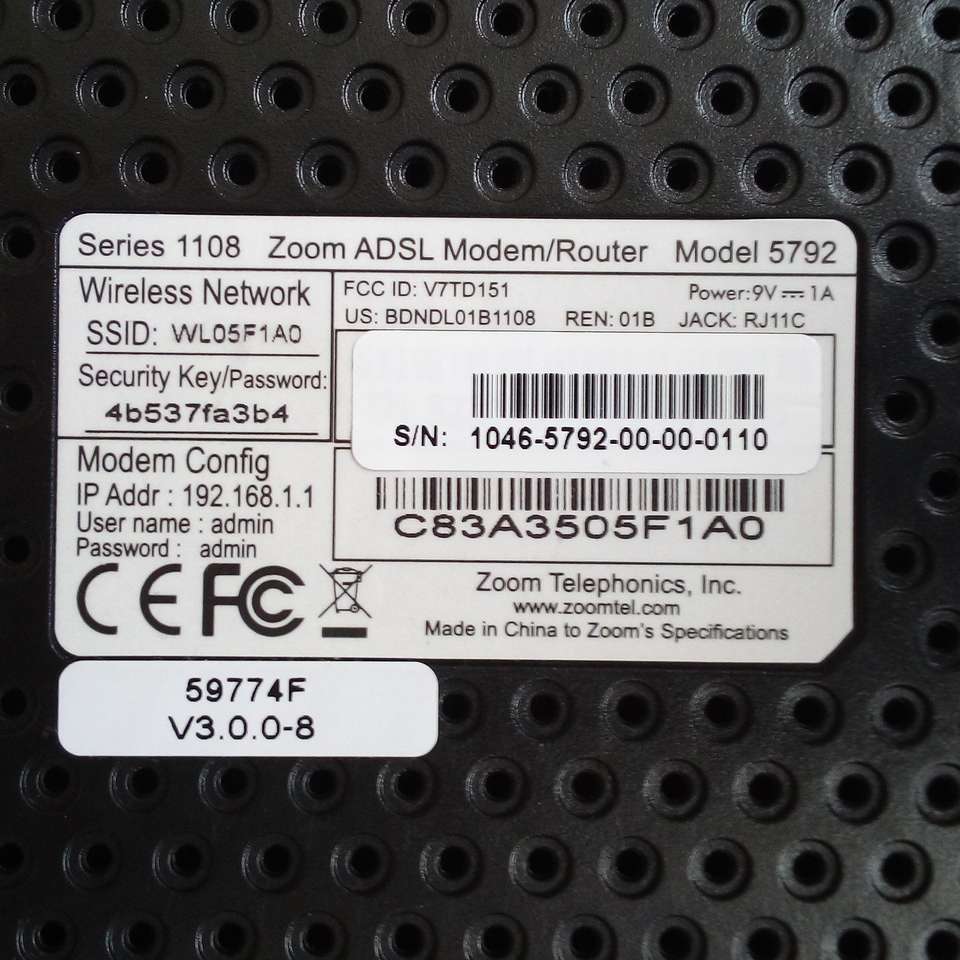 Series 1108 Zoom ADSL Modem/Router Model 5792
Wireless Network
SSID: WL05F1A0
Security Key/Password:
4b537fa3b4
FCC ID: V7TD151 Power:9V⎓1A
US: BDNDL01B1108 REN: 01B JACK: RJ11C
S/N: 1046-5792-00-00-0110
C83A3505F1A0
Modem Config
IP Addr : 192.168.1.1
User name : admin
Password : admin
CE FC
Zoom Telephonics, Inc.
www.zoomtel.com
Made in China to Zoom's Specifications
59774F
V3.0.0-8